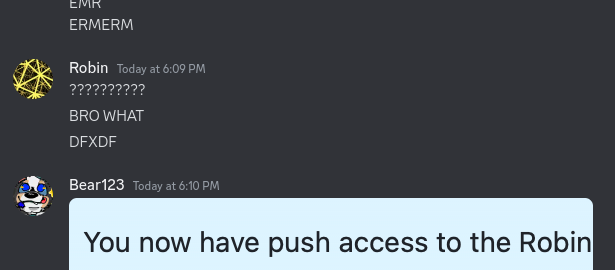 EMR
ERMERM
Robin Today at 6:09 PM
??????????
BRO WHAT
DFXDF
Bear123 Today at 6:10 PM
You now have push access to the Robin